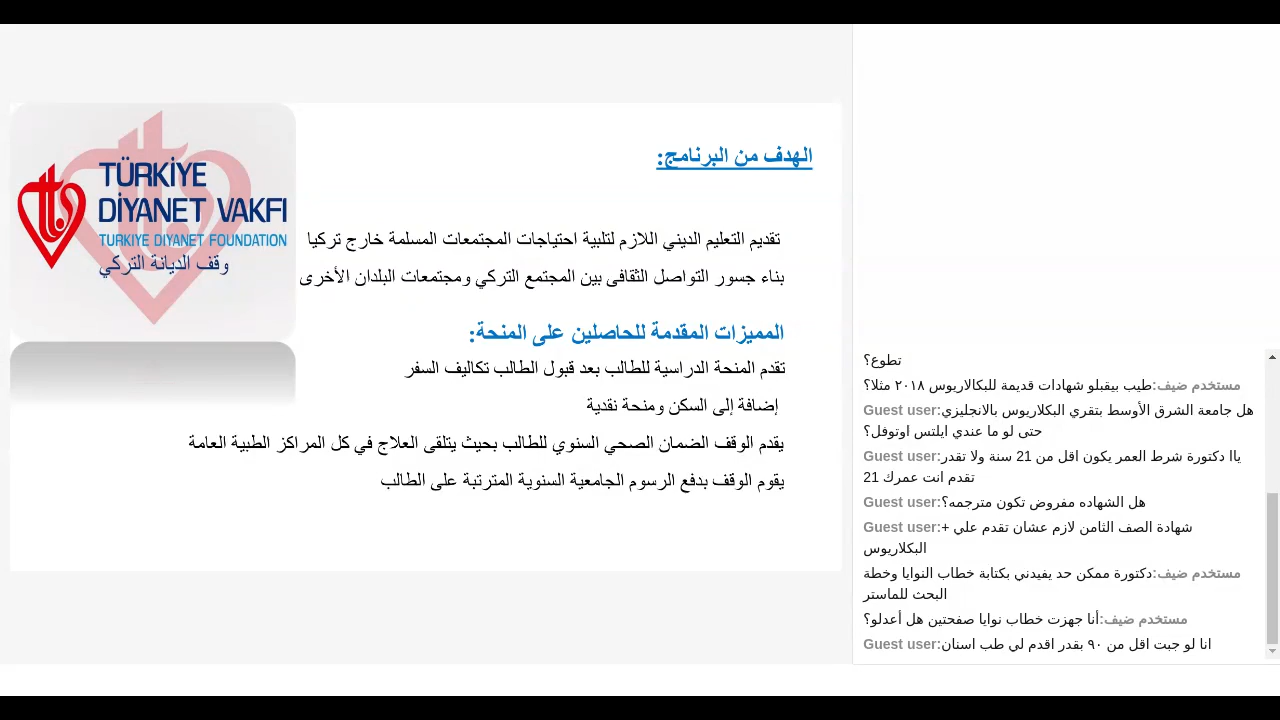 TÜRKİYE
DİYANET VAKFI
TURKIYE DIYANET FOUNDATION
وقف الديانة التركي
الهدف من البرنامج:
تقديم التعليم الديني اللازم لتلبية احتياجات المجتمعات المسلمة خارج تركيا
بناء جسور التواصل الثقافى بين المجتمع التركي ومجتمعات البلدان الأخرى
المميزات المقدمة للحاصلين على المنحة:
تقدم المنحة الدراسية للطالب بعد قبول الطالب تكاليف السفر
إضافة إلى السكن ومنحة نقدية
يقدم الوقف الضمان الصحي السنوي للطالب بحيث يتلقى العلاج في كل المراكز الطبية العامة
يقوم الوقف بدفع الرسوم الجامعية السنوية المترتبة على الطالب
تطوع؟
مستخدم ضيف:طيب بيقبلو شهادات قديمة للبكالاريوس ٢٠١٨ مثلا؟
Guest user:هل جامعة الشرق الأوسط بتقري البكلاريوس بالانجليزي
حتى لو ما عندي ايلتس اوتوفل؟
Guest user:ياا دكتورة شرط العمر يكون اقل من 21 سنة ولا تقدر
تقدم انت عمرك 21
Guest user:هل الشهاده مفروض تكون مترجمه؟
Guest user:شهادة الصف الثامن لازم عشان تقدم علي +
البكلاريوس
مستخدم ضيف:دكتورة ممكن حد يفيدني بكتابة خطاب النوايا وخطة
البحث للماستر
مستخدم ضيف:أنا جهزت خطاب نوايا صفحتين هل أعدلو؟
Guest user:انا لو جبت اقل من ٩٠ بقدر اقدم لي طب اسنان